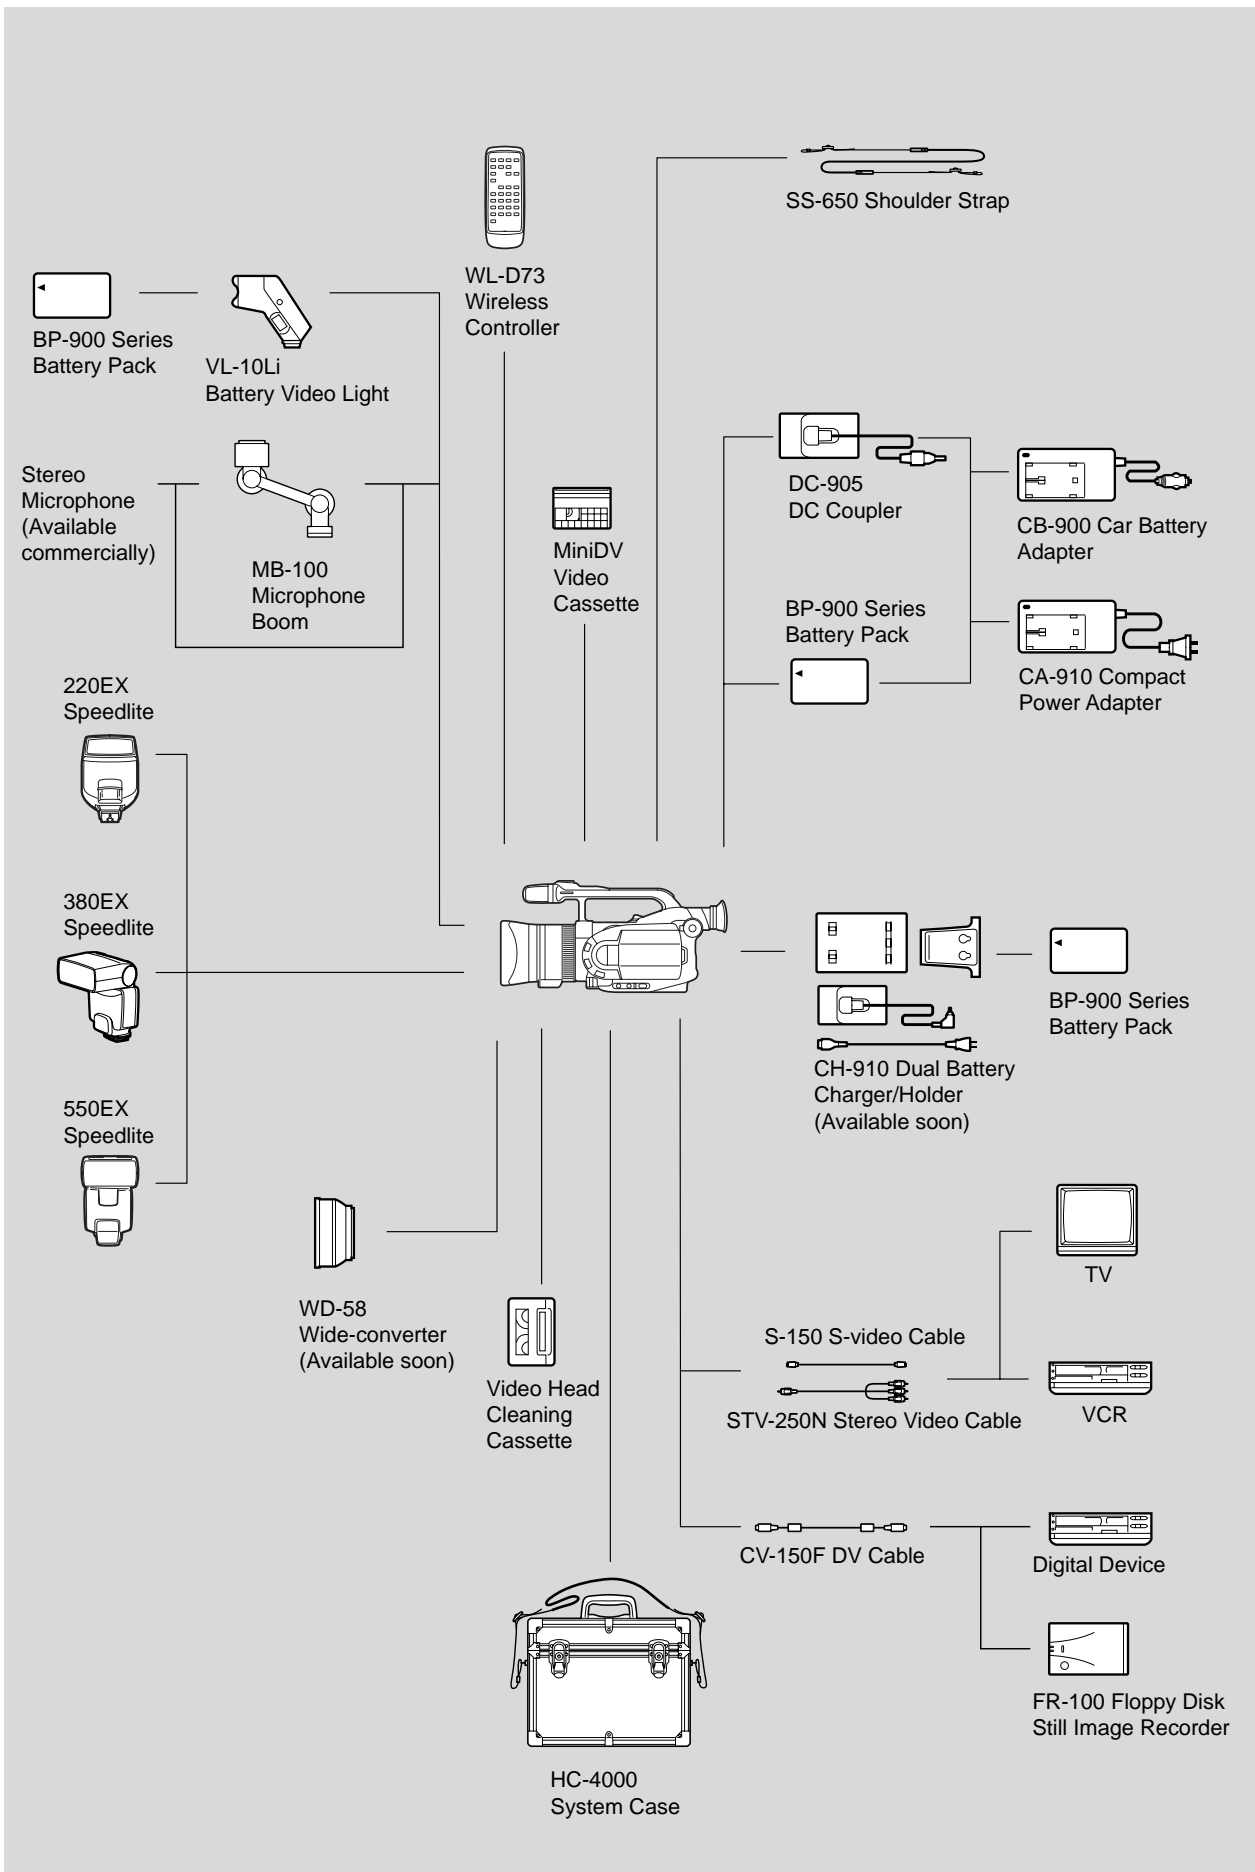 SS-650 Shoulder Strap
WL-D73
Wireless
Controller
BP-900 Series
Battery Pack
VL-10Li
Battery Video Light
Stereo
Microphone
(Available
commercially)
MB-100
Microphone
Boom
MiniDV
Video
Cassette
DC-905
DC Coupler
CB-900 Car Battery
Adapter
BP-900 Series
Battery Pack
CA-910 Compact
Power Adapter
220EX
Speedlite
380EX
Speedlite
550EX
Speedlite
BP-900 Series
Battery Pack
CH-910 Dual Battery
Charger/Holder
(Available soon)
WD-58
Wide-converter
(Available soon)
Video Head
Cleaning
Cassette
TV
S-150 S-video Cable
STV-250N Stereo Video Cable
VCR
CV-150F DV Cable
Digital Device
FR-100 Floppy Disk
Still Image Recorder
HC-4000
System Case